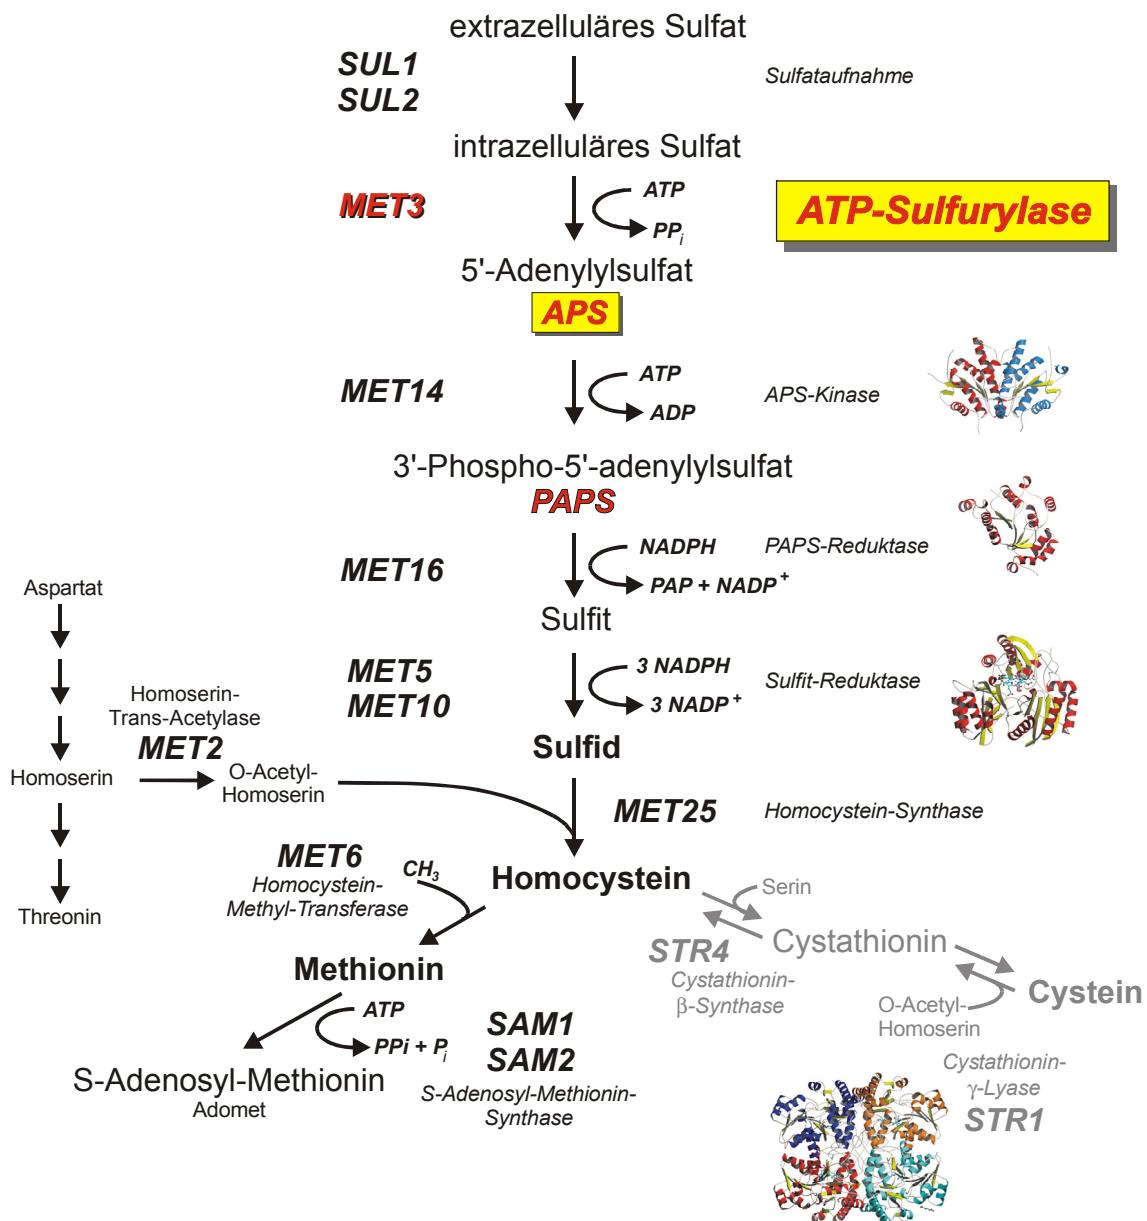 extrazelluläres Sulfat
SUL1
SUL2
Sulfataufnahme
intrazelluläres Sulfat
MET3
ATP
PPi
ATP-Sulfurylase
5'-Adenylylsulfat
APS
MET14
ATP
ADP
APS-Kinase
3'-Phospho-5'-adenylylsulfat
PAPS
MET16
NADPH
PAP + NADP+
PAPS-Reduktase
Sulfit
MET5
MET10
3 NADPH
3 NADP+
Sulfit-Reduktase
Sulfid
Aspartat
Homoserin-
Trans-Acetylase
MET2
Homoserin
O-Acetyl-
Homoserin
Threonin
MET25
Homocystein-Synthase
Homocystein
MET6
Homocystein-
Methyl-Transferase
CH3
Serin
STR4
Cystathionin-
β-Synthase
Cystathionin
Methionin
O-Acetyl-
Homoserin
Cystein
ATP
PPi + Pi
SAM1
SAM2
S-Adenosyl-Methionin-
Synthase
S-Adenosyl-Methionin
Adomet
Cystathionin-
γ-Lyase
STR1